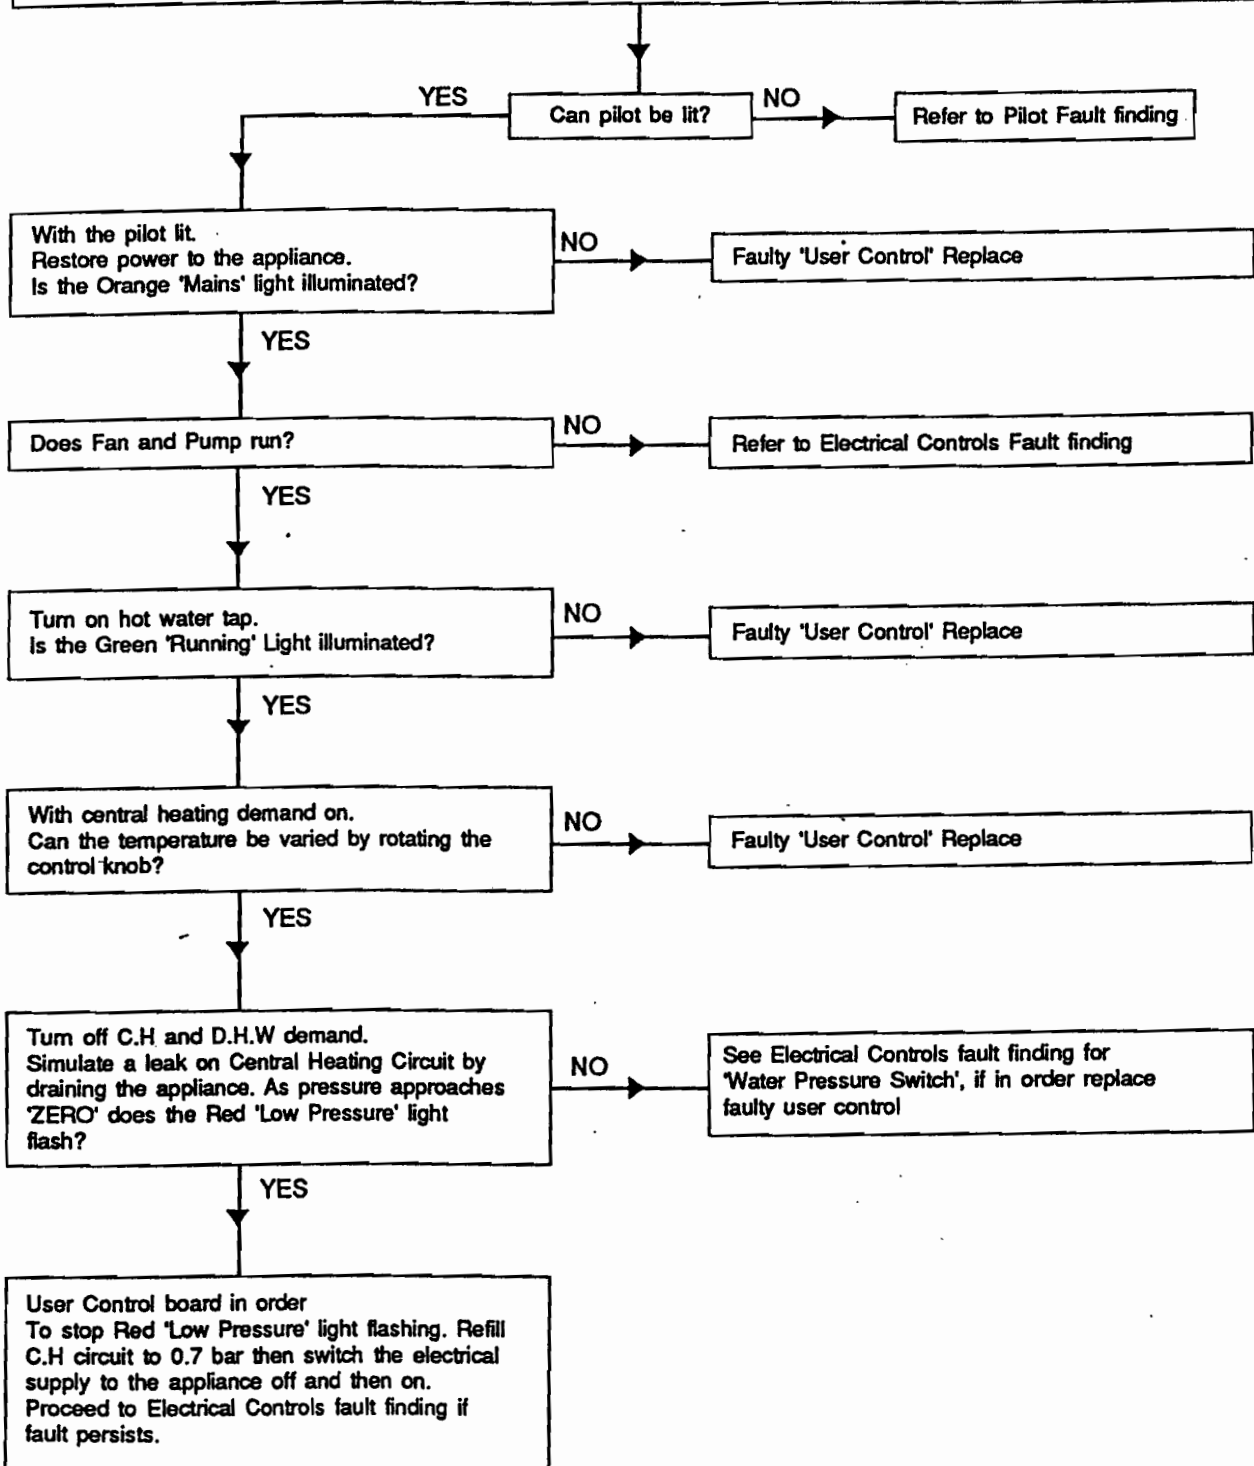 YES
Can pilot be lit?
NO
Refer to Pilot Fault finding
With the pilot lit.
Restore power to the appliance.
Is the Orange 'Mains' light illuminated?
NO
Faulty 'User Control' Replace
YES
Does Fan and Pump run?
NO
Refer to Electrical Controls Fault finding
YES
Turn on hot water tap.
Is the Green 'Running' Light illuminated?
NO
Faulty 'User Control' Replace
YES
With central heating demand on.
Can the temperature be varied by rotating the
control knob?
NO
Faulty 'User Control' Replace
YES
Turn off C.H and D.H.W demand.
Simulate a leak on Central Heating Circuit by
draining the appliance. As pressure approaches
'ZERO' does the Red 'Low Pressure' light
flash?
NO
See Electrical Controls fault finding for
'Water Pressure Switch', if in order replace
faulty user control
YES
User Control board in order
To stop Red 'Low Pressure' light flashing. Refill
C.H circuit to 0.7 bar then switch the electrical
supply to the appliance off and then on.
Proceed to Electrical Controls fault finding if
fault persists.